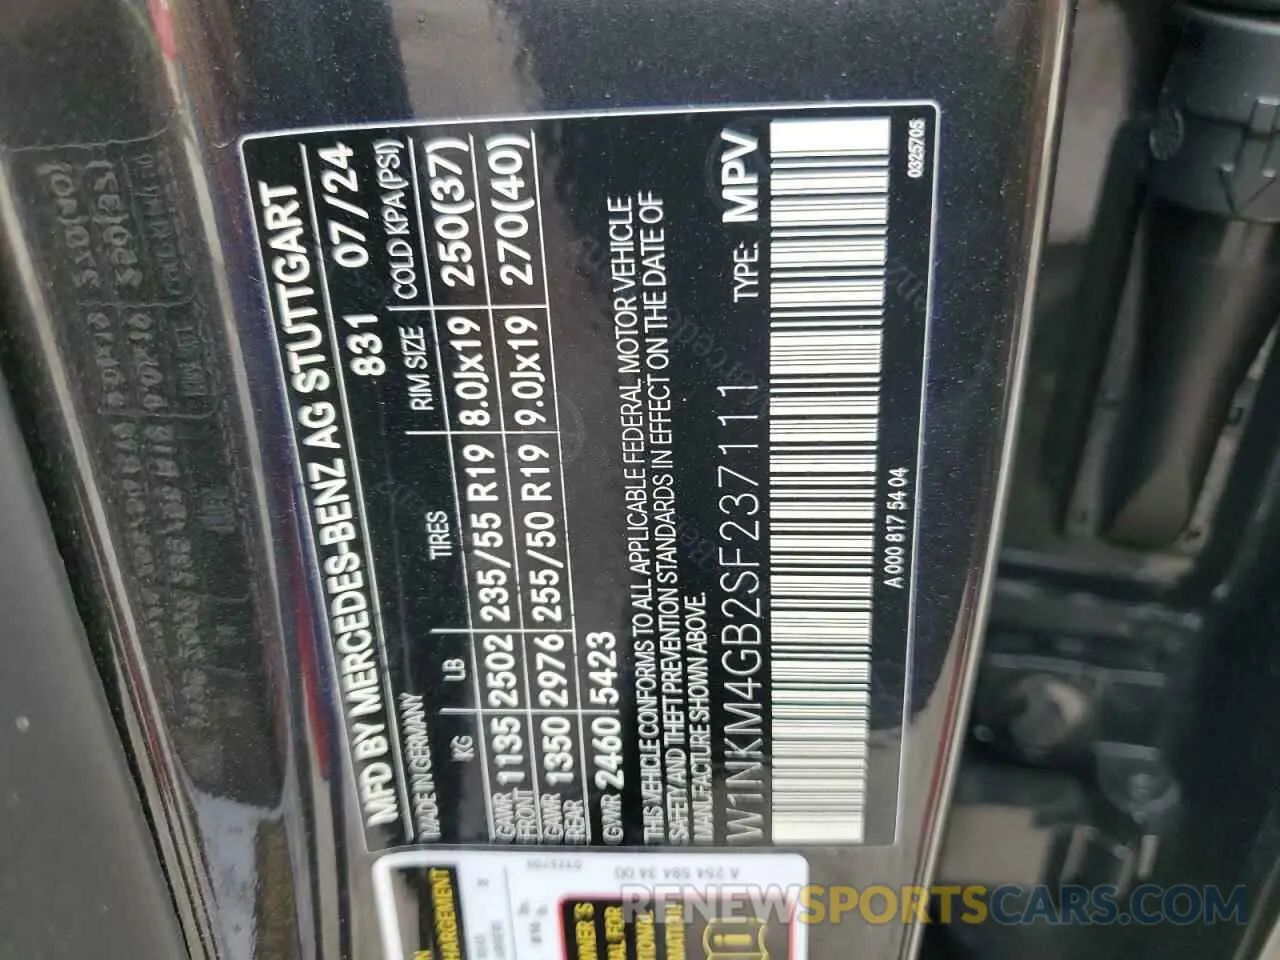 MFD BY MERCEDES-BENZ AG STUTTGART
MADE IN GERMANY 831 07/24
KG LB TIRES RIM SIZE COLD KPA(PSI)
GAWR FRONT 1135 2502 235/55 R19 8.0Jx19 250(37)
GAWR REAR 1350 2976 255/50 R19 9.0Jx19 270(40)
GVWR 2460 5423
THIS VEHICLE CONFORMS TO ALL APPLICABLE FEDERAL MOTOR VEHICLE
SAFETY AND THEFT PREVENTION STANDARDS IN EFFECT ON THE DATE OF
MANUFACTURE SHOWN ABOVE.
W1NKM4GB2SF237111 TYPE: MPV
A 000 817 54 04 0325705
A 254 584 34 00
RENEWSPORTSCARS.COM